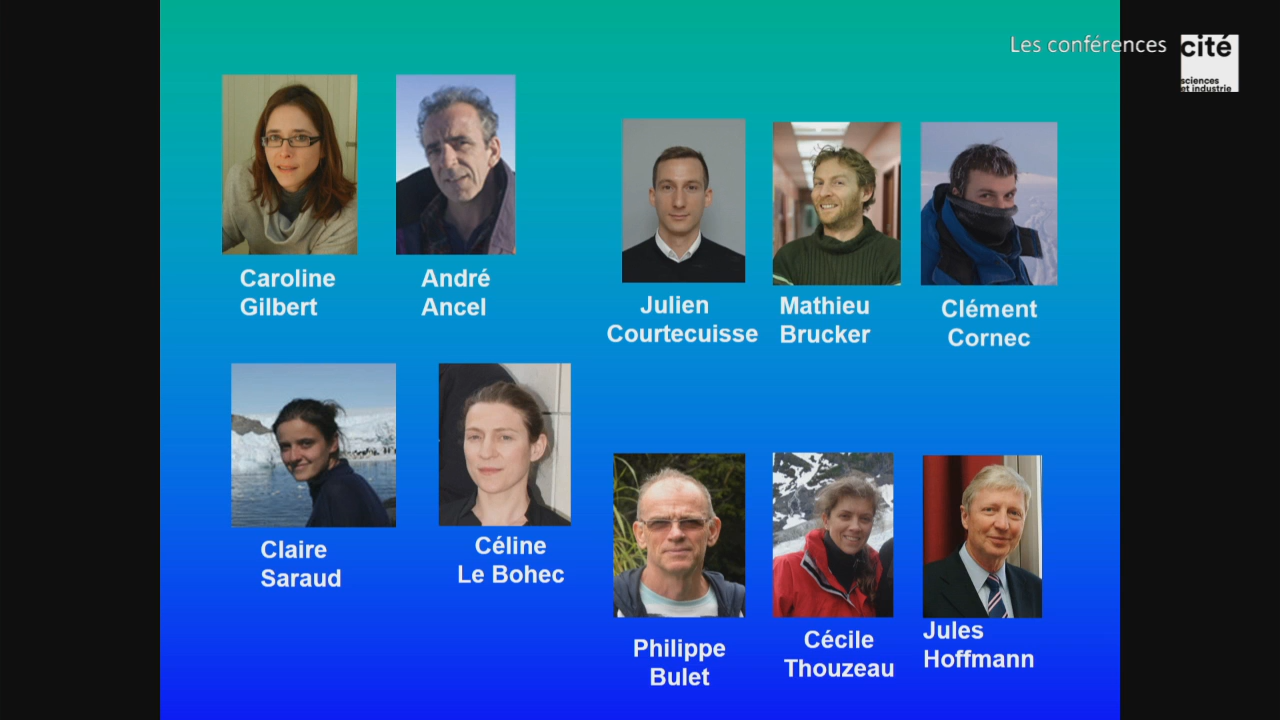 Les conférences
cité
sciences
et industrie
Caroline
Gilbert
André
Ancel
Julien
Courtecuisse
Mathieu
Brucker
Clément
Cornec
Claire
Saraud
Céline
Le Bohec
Philippe
Bulet
Cécile
Thouzeau
Jules
Hoffmann